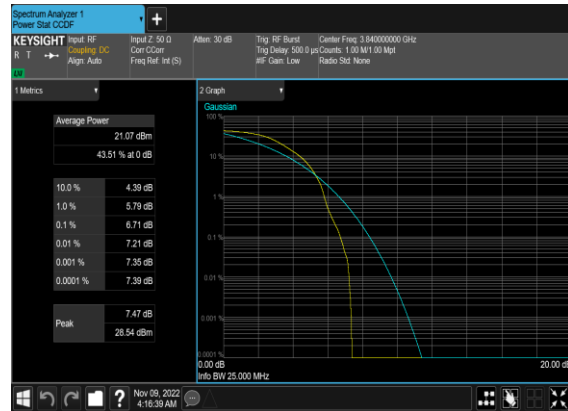 Spectrum Analyzer 1
Power Stat CCDF
KEYSIGHT
R T
LV
Input: RF
Coupling: DC
Align: Auto
Input Z: 50 Ω
Corr CCorr
Freq Ref: Int (S)
Atten: 30 dB
Trig: RF Burst
Trig Delay: 500.0 µs
#IF Gain: Low
Center Freq: 3.840000000 GHz
Counts: 1.00 M/1.00 Mpt
Radio Std: None
1 Metrics
Average Power
21.07 dBm
43.51 % at 0 dB
10.0 % 4.39 dB
1.0 % 5.79 dB
0.1 % 6.71 dB
0.01 % 7.21 dB
0.001 % 7.35 dB
0.0001 % 7.39 dB
Peak
7.47 dB
28.54 dBm
2 Graph
Gaussian
100 %
10 %
1 %
0.1 %
0.01 %
0.001 %
0.0001 %
0.00 dB
20.00 dB
Info BW 25.000 MHz
?
Nov 09, 2022
4:16:39 AM